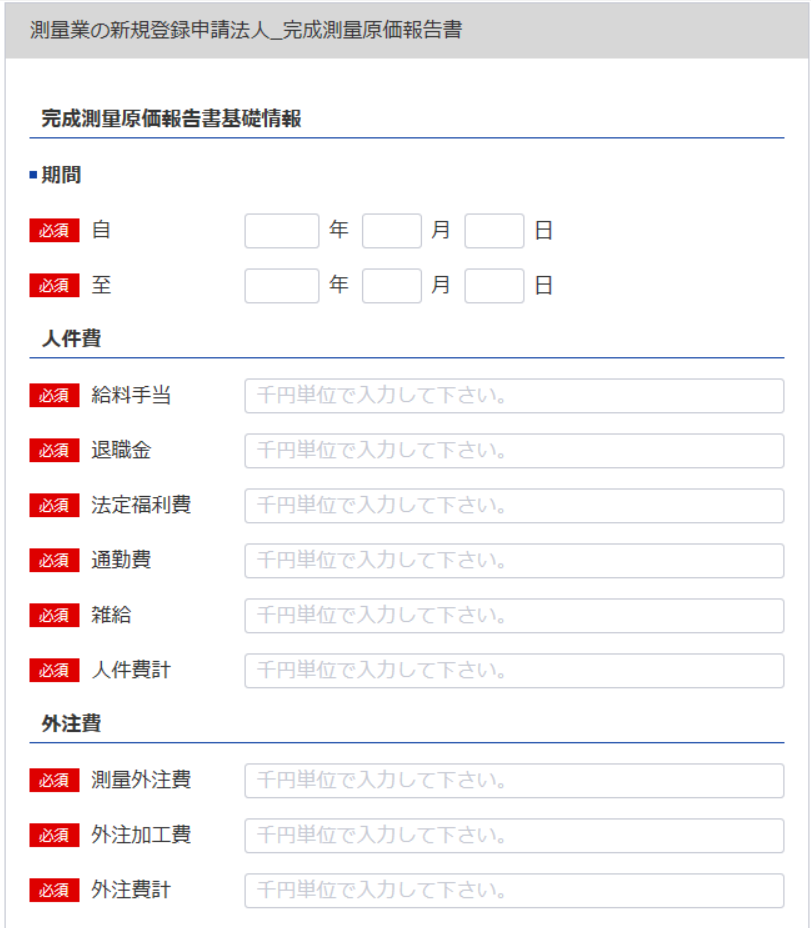 測量業の新規登録申請法人_完成測量原価報告書
完成測量原価報告書基礎情報
期間
必須 自 年 月 日
必須 至 年 月 日
人件費
必須 給料手当 千円単位で入力して下さい。
必須 退職金 千円単位で入力して下さい。
必須 法定福利費 千円単位で入力して下さい。
必須 通勤費 千円単位で入力して下さい。
必須 雑給 千円単位で入力して下さい。
必須 人件費計 千円単位で入力して下さい。
外注費
必須 測量外注費 千円単位で入力して下さい。
必須 外注加工費 千円単位で入力して下さい。
必須 外注費計 千円単位で入力して下さい。